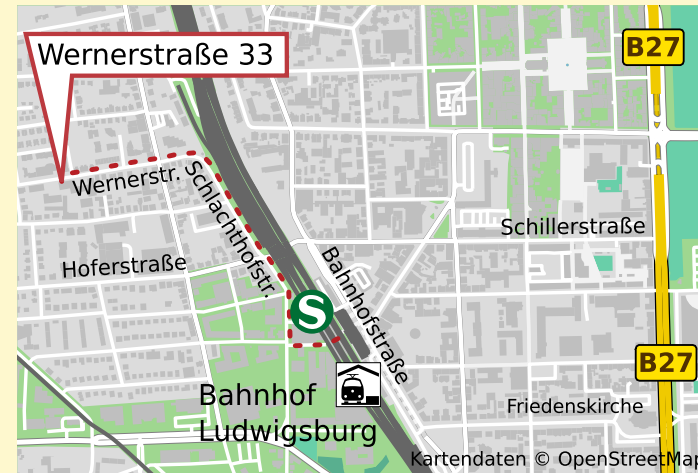 Wernerstraße 33
B27
Wernerstr.
Schlachthofstr.
Schillerstraße
Hoferstraße
Bahnhofstraße
S
B27
Bahnhof
Ludwigsburg
Friedenskirche
Kartendaten © OpenStreetMap